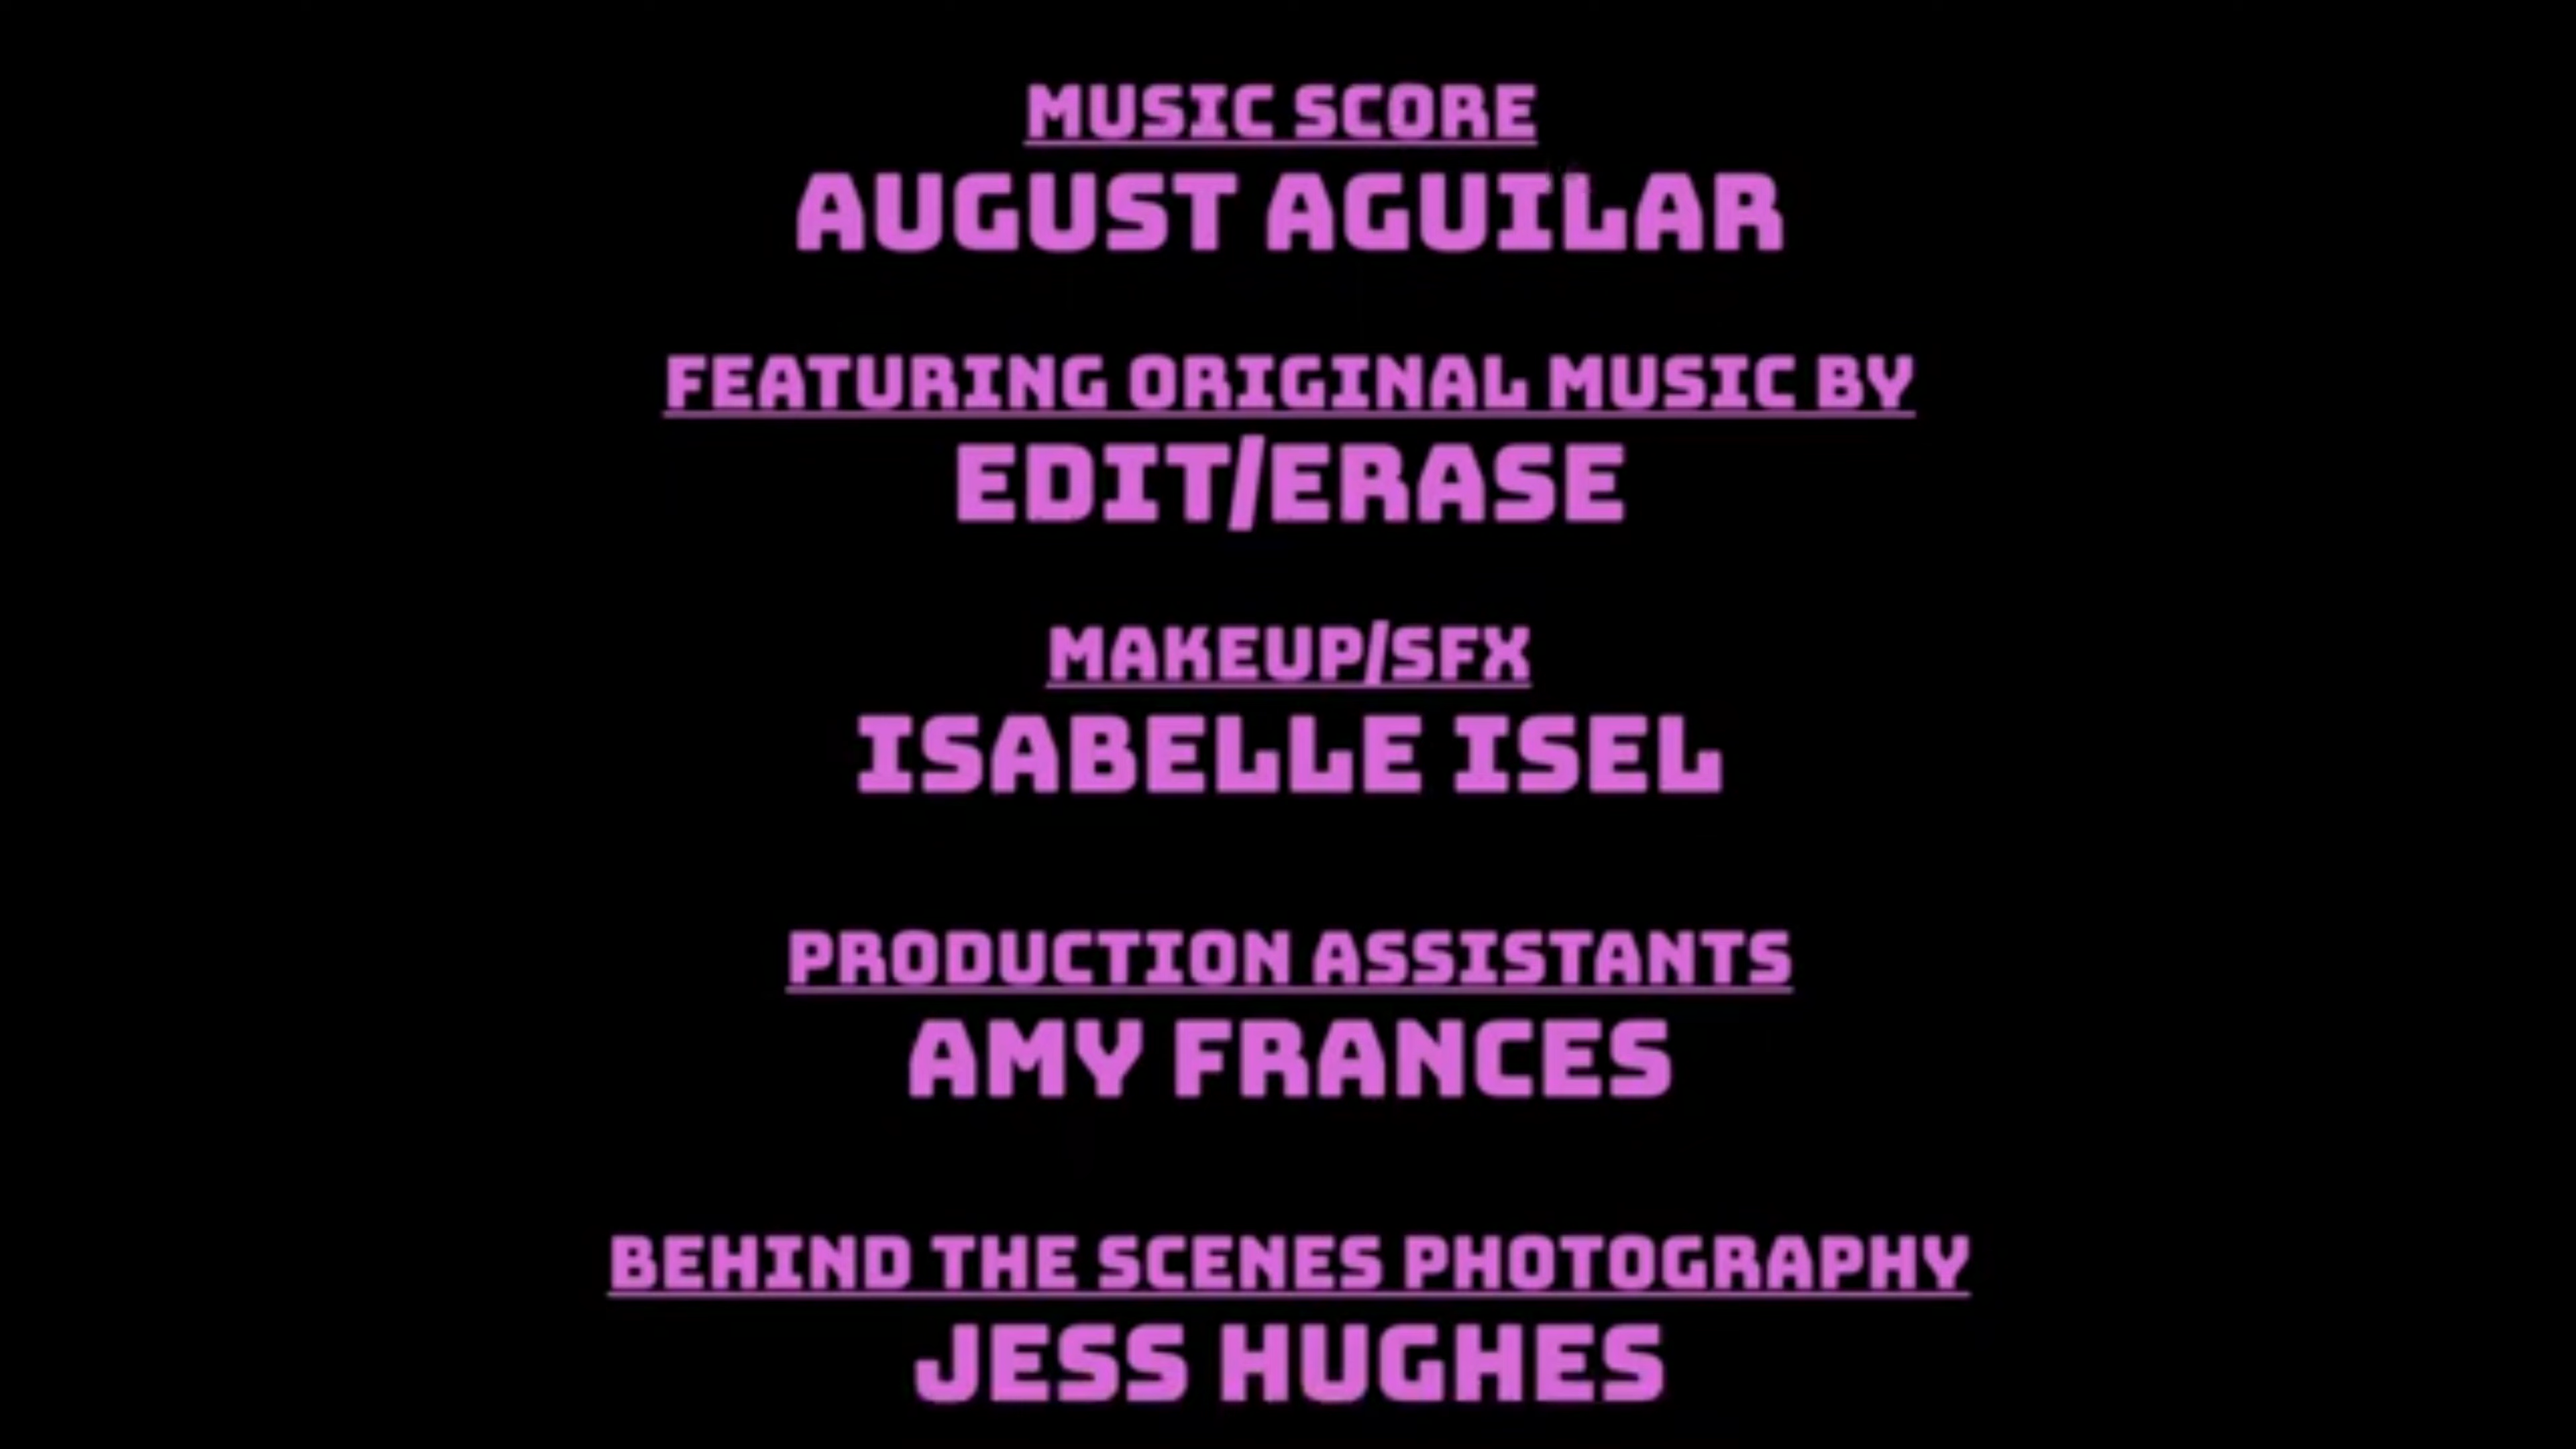 MUSIC SCORE
AUGUST AGUILAR
FEATURING ORIGINAL MUSIC BY
EDIT/ERASE
MAKEUP/SFX
ISABELLE ISEL
PRODUCTION ASSISTANTS
AMY FRANCES
BEHIND THE SCENES PHOTOGRAPHY
JESS HUGHES